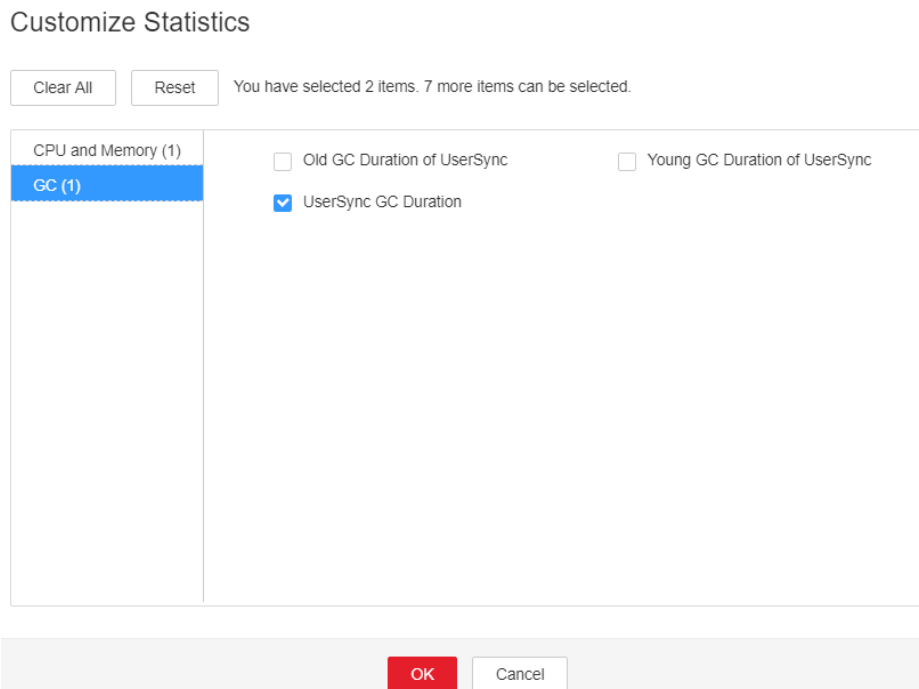 Customize Statistics
Clear All Reset You have selected 2 items. 7 more items can be selected.
CPU and Memory (1)
GC (1)
Old GC Duration of UserSync Young GC Duration of UserSync
UserSync GC Duration
OK Cancel